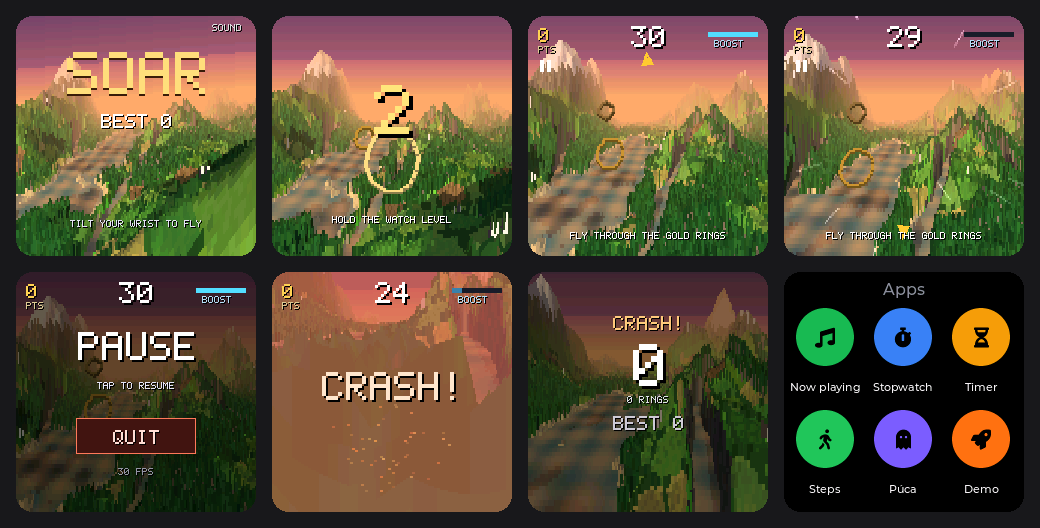 SOUND
SOAR
BEST 0
TILT YOUR WRIST TO FLY
2
HOLD THE WATCH LEVEL
0 30
PTS BOOST
FLY THROUGH THE GOLD RINGS
0 29
PTS BOOST
FLY THROUGH THE GOLD RINGS
0 30
PTS BOOST
PAUSE
TAP TO RESUME
QUIT
30 FPS
0 24
PTS BOOST
CRASH!
CRASH!
0
0 RINGS
BEST 0
Apps
Now playing Stopwatch Timer
Steps Púca Demo